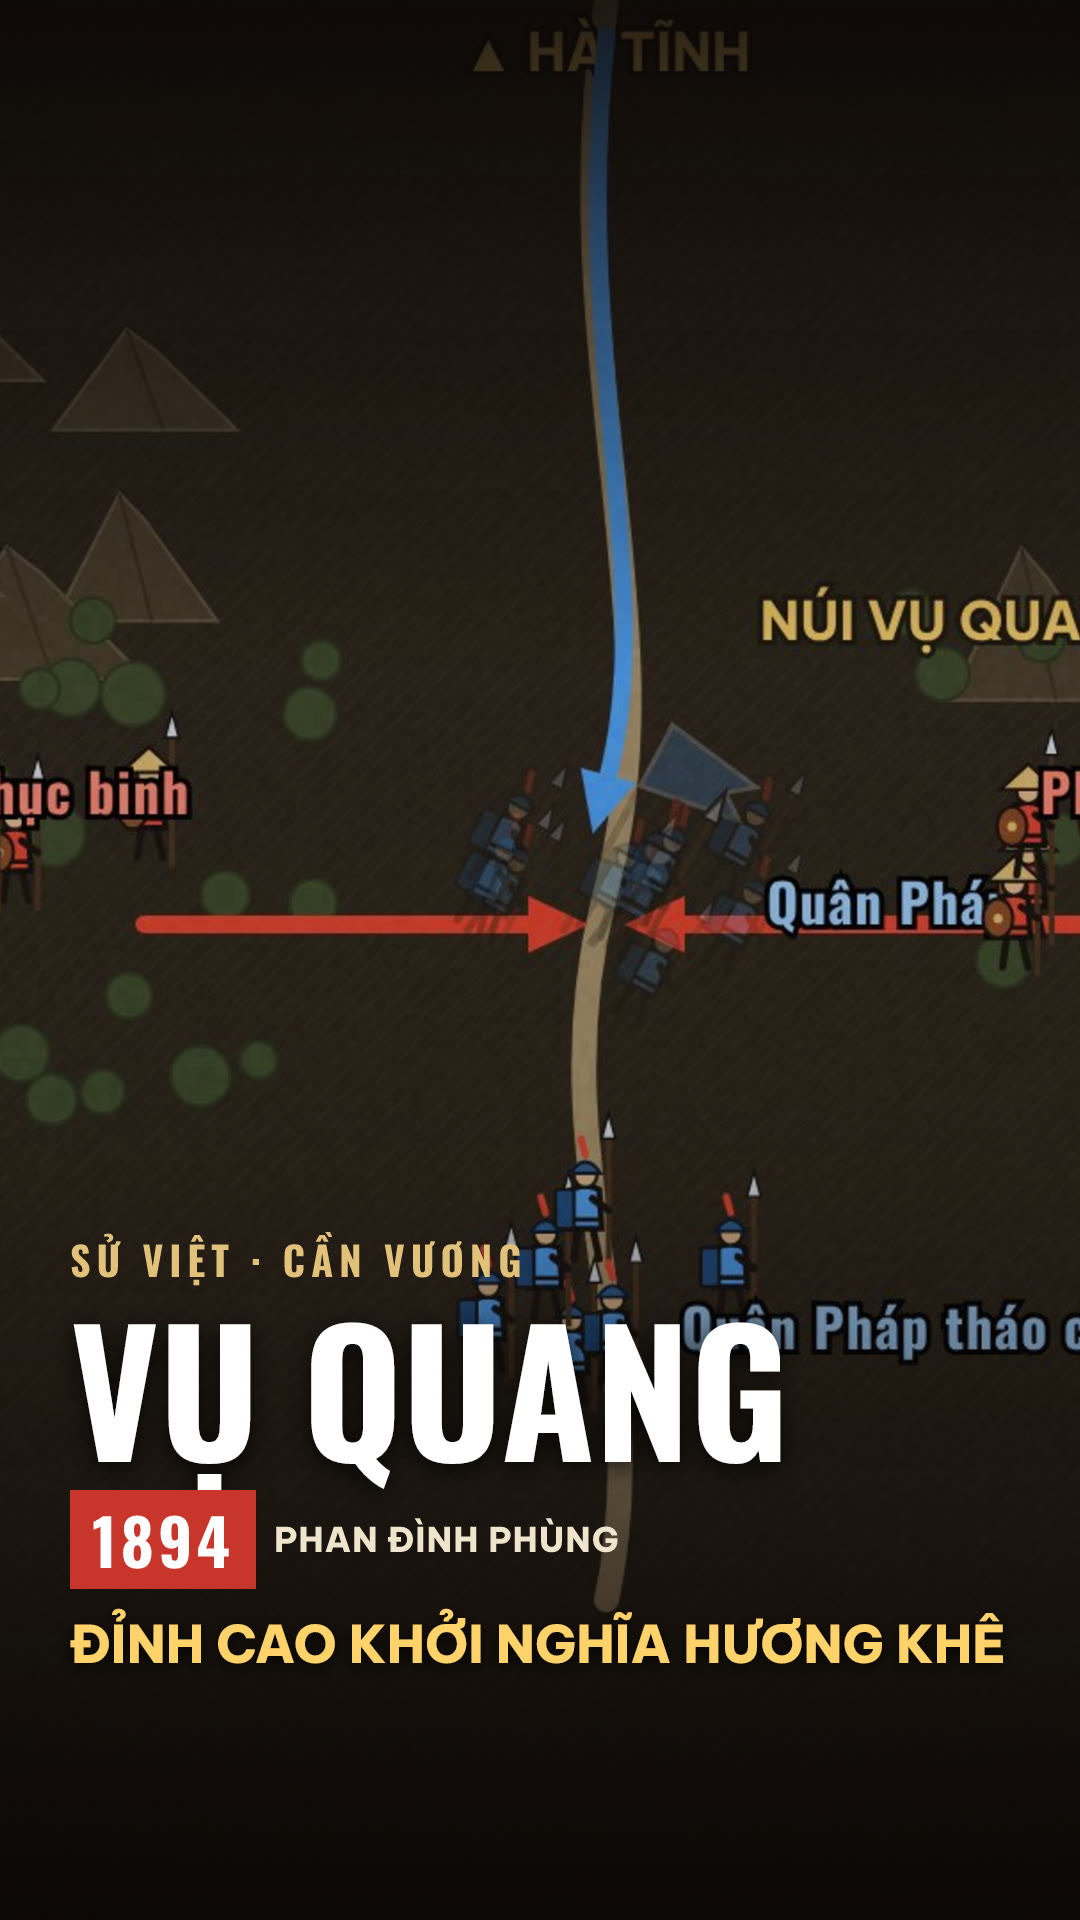 ▲ HÀ TĨNH
NÚI VỤ QUA
hục binh
Quân Phá
SỬ VIỆT · CẦN VƯƠNG
Quân Pháp tháo
VỤ QUANG
1894
PHAN ĐÌNH PHÙNG
ĐỈNH CAO KHỞI NGHĨA HƯƠNG KHÊ